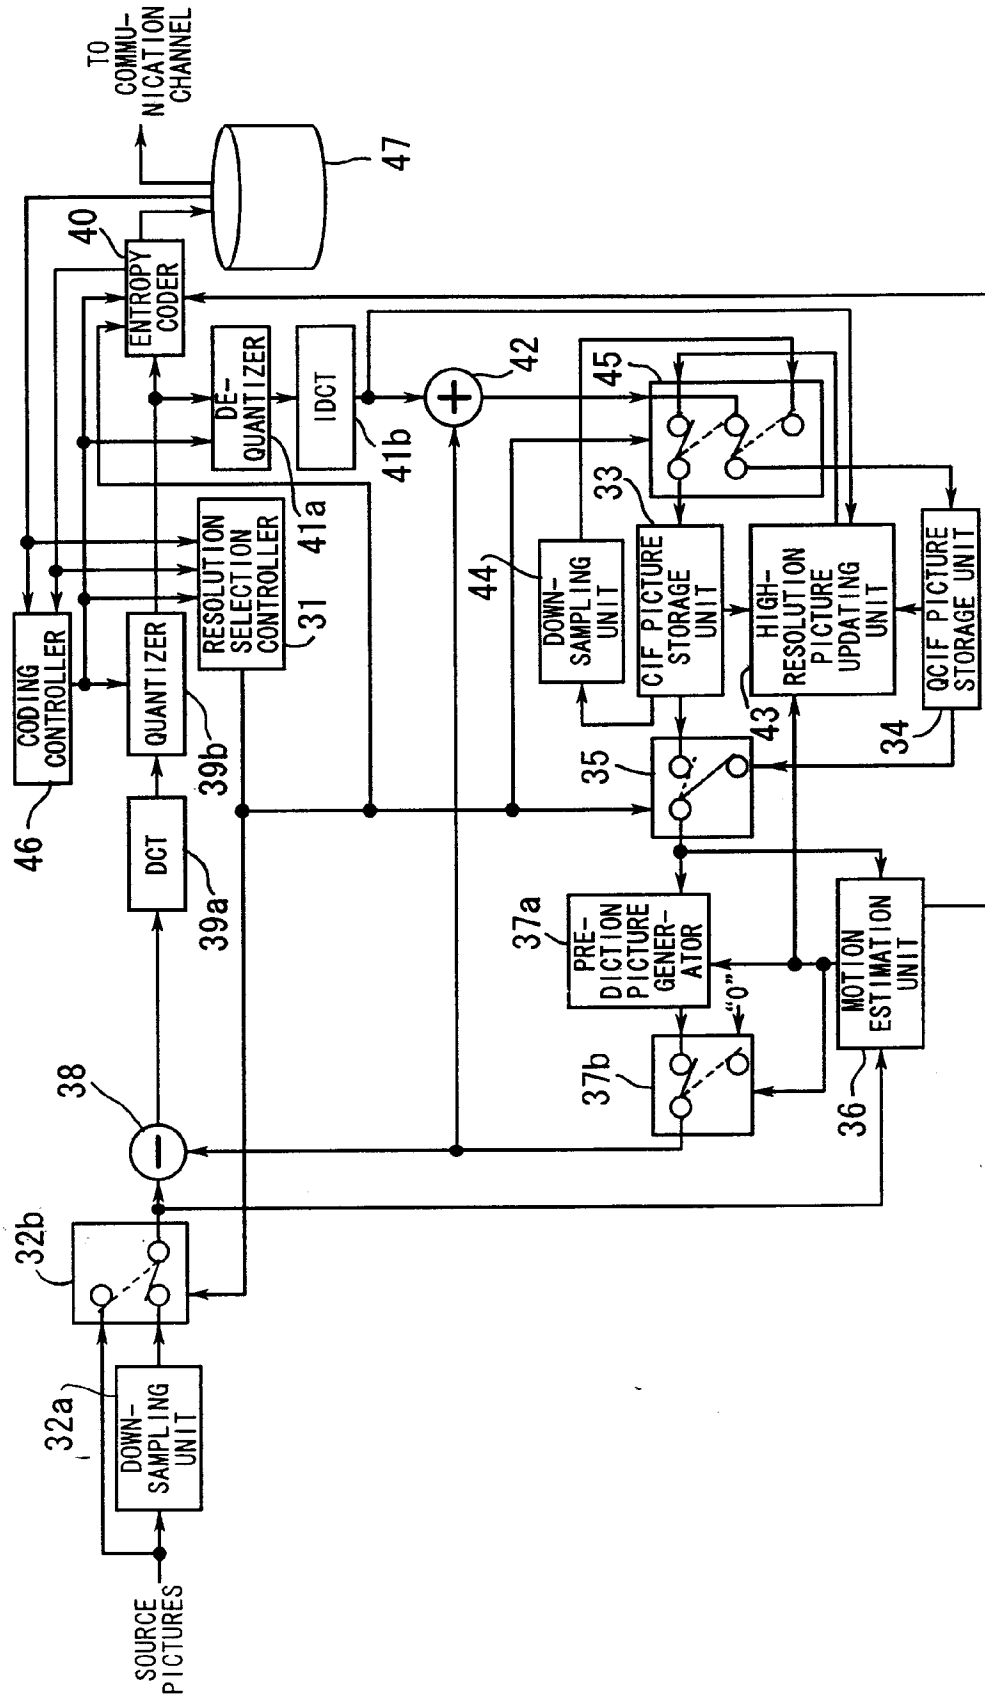 SOURCE
PICTURES
32a
DOWN-
SAMPLING
UNIT
32b
38
39a
DCT
39b
QUANTIZER
46
CODING
CONTROLLER
RESOLUTION
SELECTION
CONTROLLER
31
40
ENTROPY
CODER
TO
COMMU-
NICATION
CHANNEL
47
DE-
QUANTIZER
41a
IDCT
41b
42
45
33
CIF PICTURE
STORAGE
UNIT
44
DOWN-
SAMPLING
UNIT
HIGH-
RESOLUTION
PICTURE
UPDATING
UNIT
43
QCIF PICTURE
STORAGE UNIT
34
35
37a
PRE-
DICTION
PICTURE
GENER-
ATOR
37b
"0"
MOTION
ESTIMATION
UNIT
36